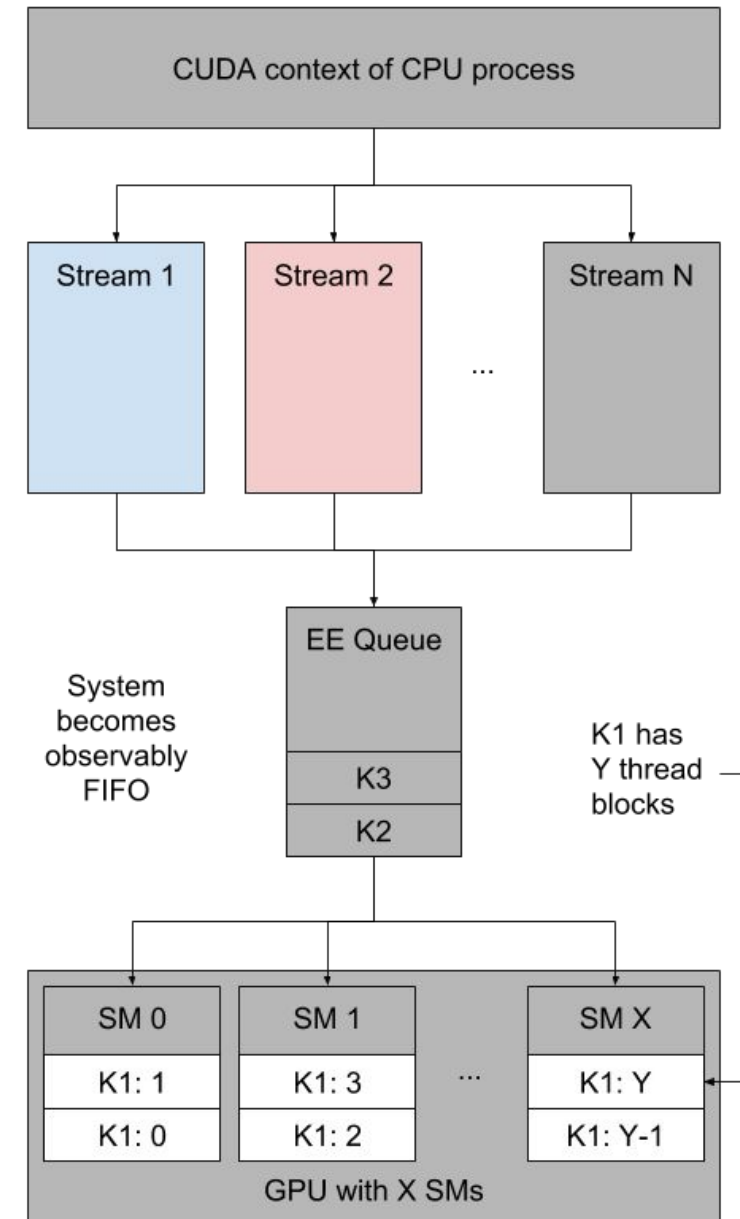 CUDA context of CPU process
Stream 1
Stream 2
...
Stream N
EE Queue
K3
K2
System
becomes
observably
FIFO
K1 has
Y thread
blocks
SM 0
K1: 1
K1: 0
SM 1
K1: 3
K1: 2
...
SM X
K1: Y
K1: Y-1
GPU with X SMs